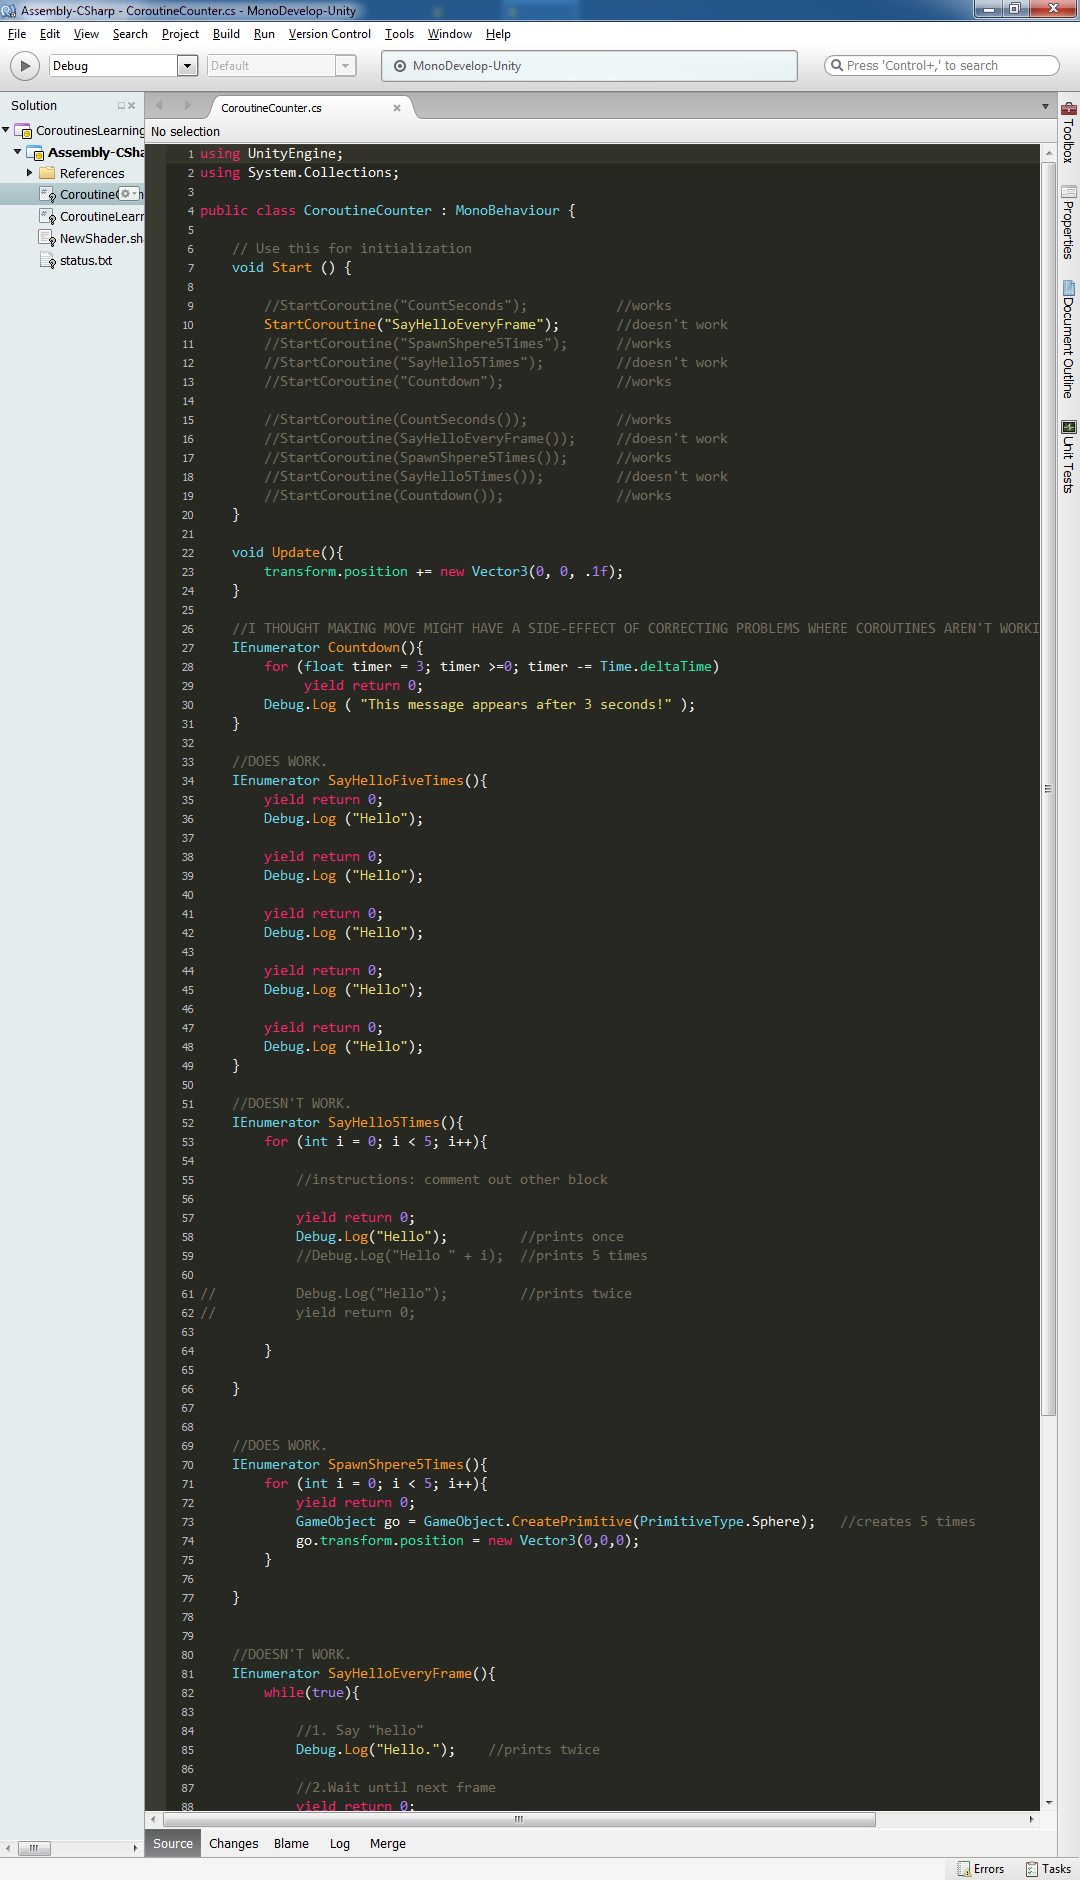 Assembly-CSharp - CoroutineCounter.cs - MonoDevelop-Unity
File Edit View Search Project Build Run Version Control Tools Window Help
Debug Default MonoDevelop-Unity Press 'Control+,' to search
Solution
CoroutinesLearning
Assembly-CSha
References
Coroutine
CoroutineLearn
NewShader.sh
status.txt
CoroutineCounter.cs
No selection
1 using UnityEngine;
2 using System.Collections;
3
4 public class CoroutineCounter : MonoBehaviour {
5
6 // Use this for initialization
7 void Start () {
8
9 //StartCoroutine("CountSeconds"); //works
10 StartCoroutine("SayHelloEveryFrame"); //doesn't work
11 //StartCoroutine("SpawnShpere5Times"); //works
12 //StartCoroutine("SayHello5Times"); //doesn't work
13 //StartCoroutine("Countdown"); //works
14
15 //StartCoroutine(CountSeconds()); //works
16 //StartCoroutine(SayHelloEveryFrame()); //doesn't work
17 //StartCoroutine(SpawnShpere5Times()); //works
18 //StartCoroutine(SayHello5Times()); //doesn't work
19 //StartCoroutine(Countdown()); //works
20 }
21
22 void Update(){
23 transform.position += new Vector3(0, 0, .1f);
24 }
25
26 //I THOUGHT MAKING MOVE MIGHT HAVE A SIDE-EFFECT OF CORRECTING PROBLEMS WHERE COROUTINES AREN'T WORKI
27 IEnumerator Countdown(){
28 for (float timer = 3; timer >=0; timer -= Time.deltaTime)
29 yield return 0;
30 Debug.Log ( "This message appears after 3 seconds!" );
31 }
32
33 //DOES WORK.
34 IEnumerator SayHelloFiveTimes(){
35 yield return 0;
36 Debug.Log ("Hello");
37
38 yield return 0;
39 Debug.Log ("Hello");
40
41 yield return 0;
42 Debug.Log ("Hello");
43
44 yield return 0;
45 Debug.Log ("Hello");
46
47 yield return 0;
48 Debug.Log ("Hello");
49 }
50
51 //DOESN'T WORK.
52 IEnumerator SayHello5Times(){
53 for (int i = 0; i < 5; i++){
54
55 //instructions: comment out other block
56
57 yield return 0;
58 Debug.Log("Hello"); //prints once
59 //Debug.Log("Hello " + i); //prints 5 times
60
61 // Debug.Log("Hello"); //prints twice
62 // yield return 0;
63
64 }
65
66 }
67
68
69 //DOES WORK.
70 IEnumerator SpawnShpere5Times(){
71 for (int i = 0; i < 5; i++){
72 yield return 0;
73 GameObject go = GameObject.CreatePrimitive(PrimitiveType.Sphere); //creates 5 times
74 go.transform.position = new Vector3(0,0,0);
75 }
76
77 }
78
79
80 //DOESN'T WORK.
81 IEnumerator SayHelloEveryFrame(){
82 while(true){
83
84 //1. Say "hello"
85 Debug.Log("Hello."); //prints twice
86
87 //2.Wait until next frame
88 yield return 0;
Toolbox
Properties
Document Outline
Unit Tests
Source Changes Blame Log Merge
Errors Tasks